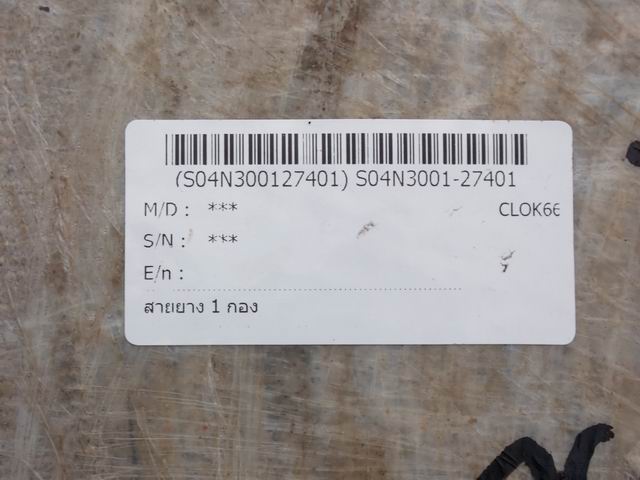 (S04N300127401) S04N3001-27401
M/D : *** CLOK66
S/N : ***
E/n :
สายยาง 1 กอง